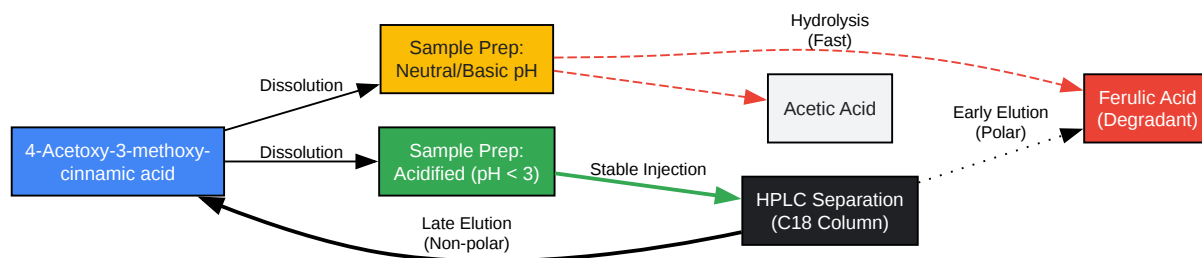 Hydrolysis
(Fast)
Sample Prep:
Neutral/Basic pH
Dissolution
Acetic Acid
Ferulic Acid
(Degradant)
Early Elution
(Polar)
4-Acetoxy-3-methoxy-
cinnamic acid
Dissolution
Sample Prep:
Acidified (pH < 3)
Stable Injection
HPLC Separation
(C18 Column)
Late Elution
(Non-polar)